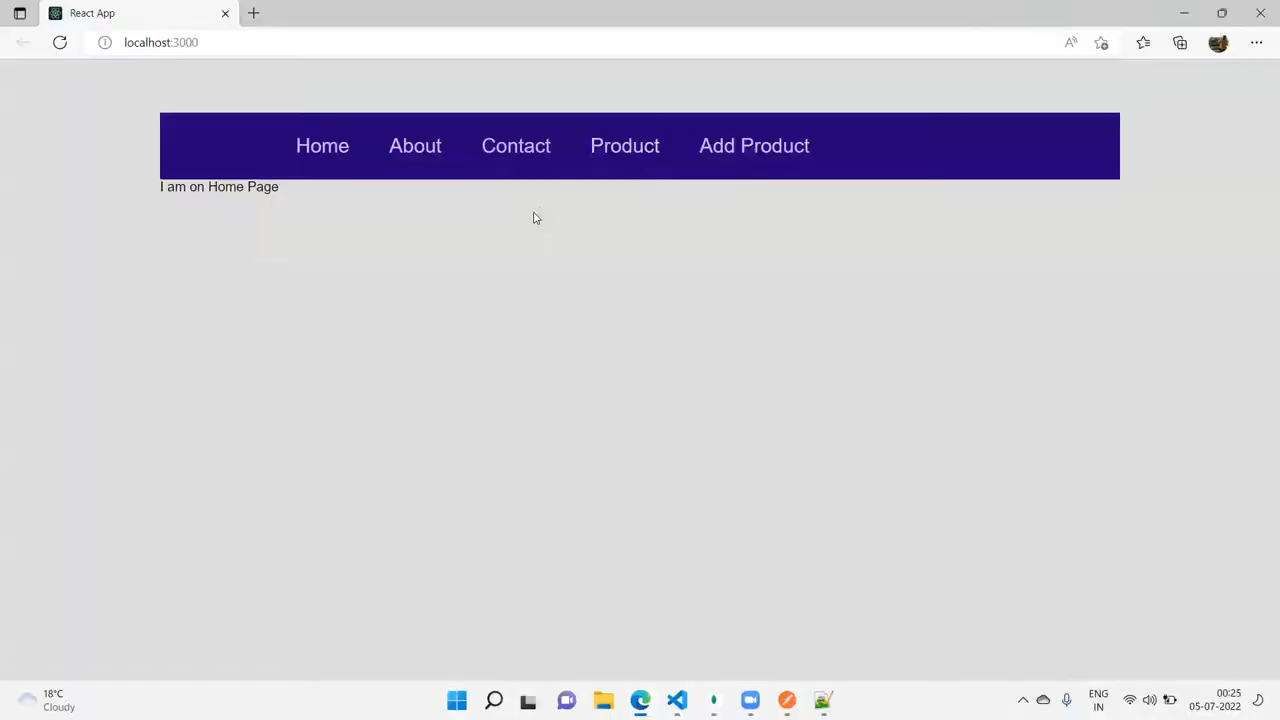 React App
localhost:3000
Home About Contact Product Add Product
I am on Home Page
18°C
Cloudy
ENG
IN
00:25
05-07-2022